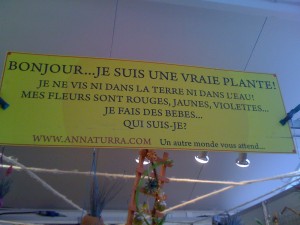 BONJOUR...JE SUIS UNE VRAIE PLANTE!
JE NE VIS NI DANS LA TERRE NI DANS L'EAU!
MES FLEURS SONT ROUGES, JAUNES, VIOLETTES...
JE FAIS DES BEBES...
QUI SUIS-JE?
WWW.ANNATURRA.COM Un autre monde vous attend...